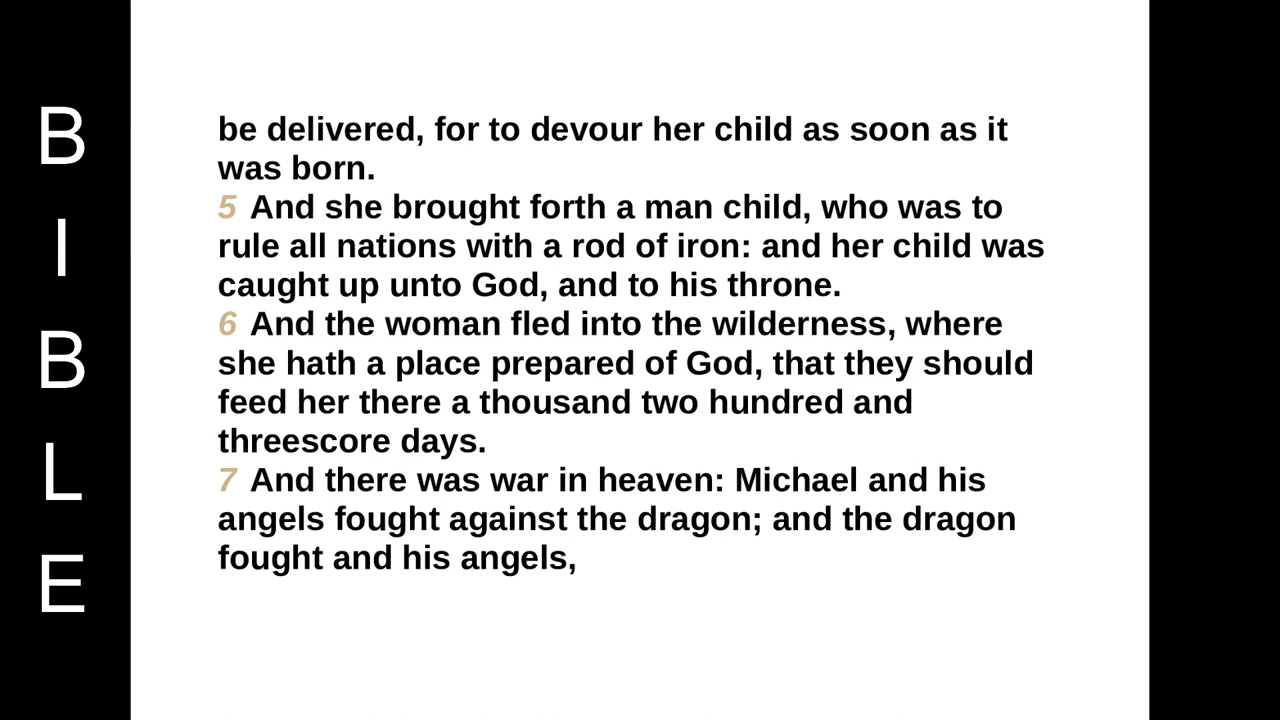 BIBLE
be delivered, for to devour her child as soon as it
was born.
5 And she brought forth a man child, who was to
rule all nations with a rod of iron: and her child was
caught up unto God, and to his throne.
6 And the woman fled into the wilderness, where
she hath a place prepared of God, that they should
feed her there a thousand two hundred and
threescore days.
7 And there was war in heaven: Michael and his
angels fought against the dragon; and the dragon
fought and his angels,